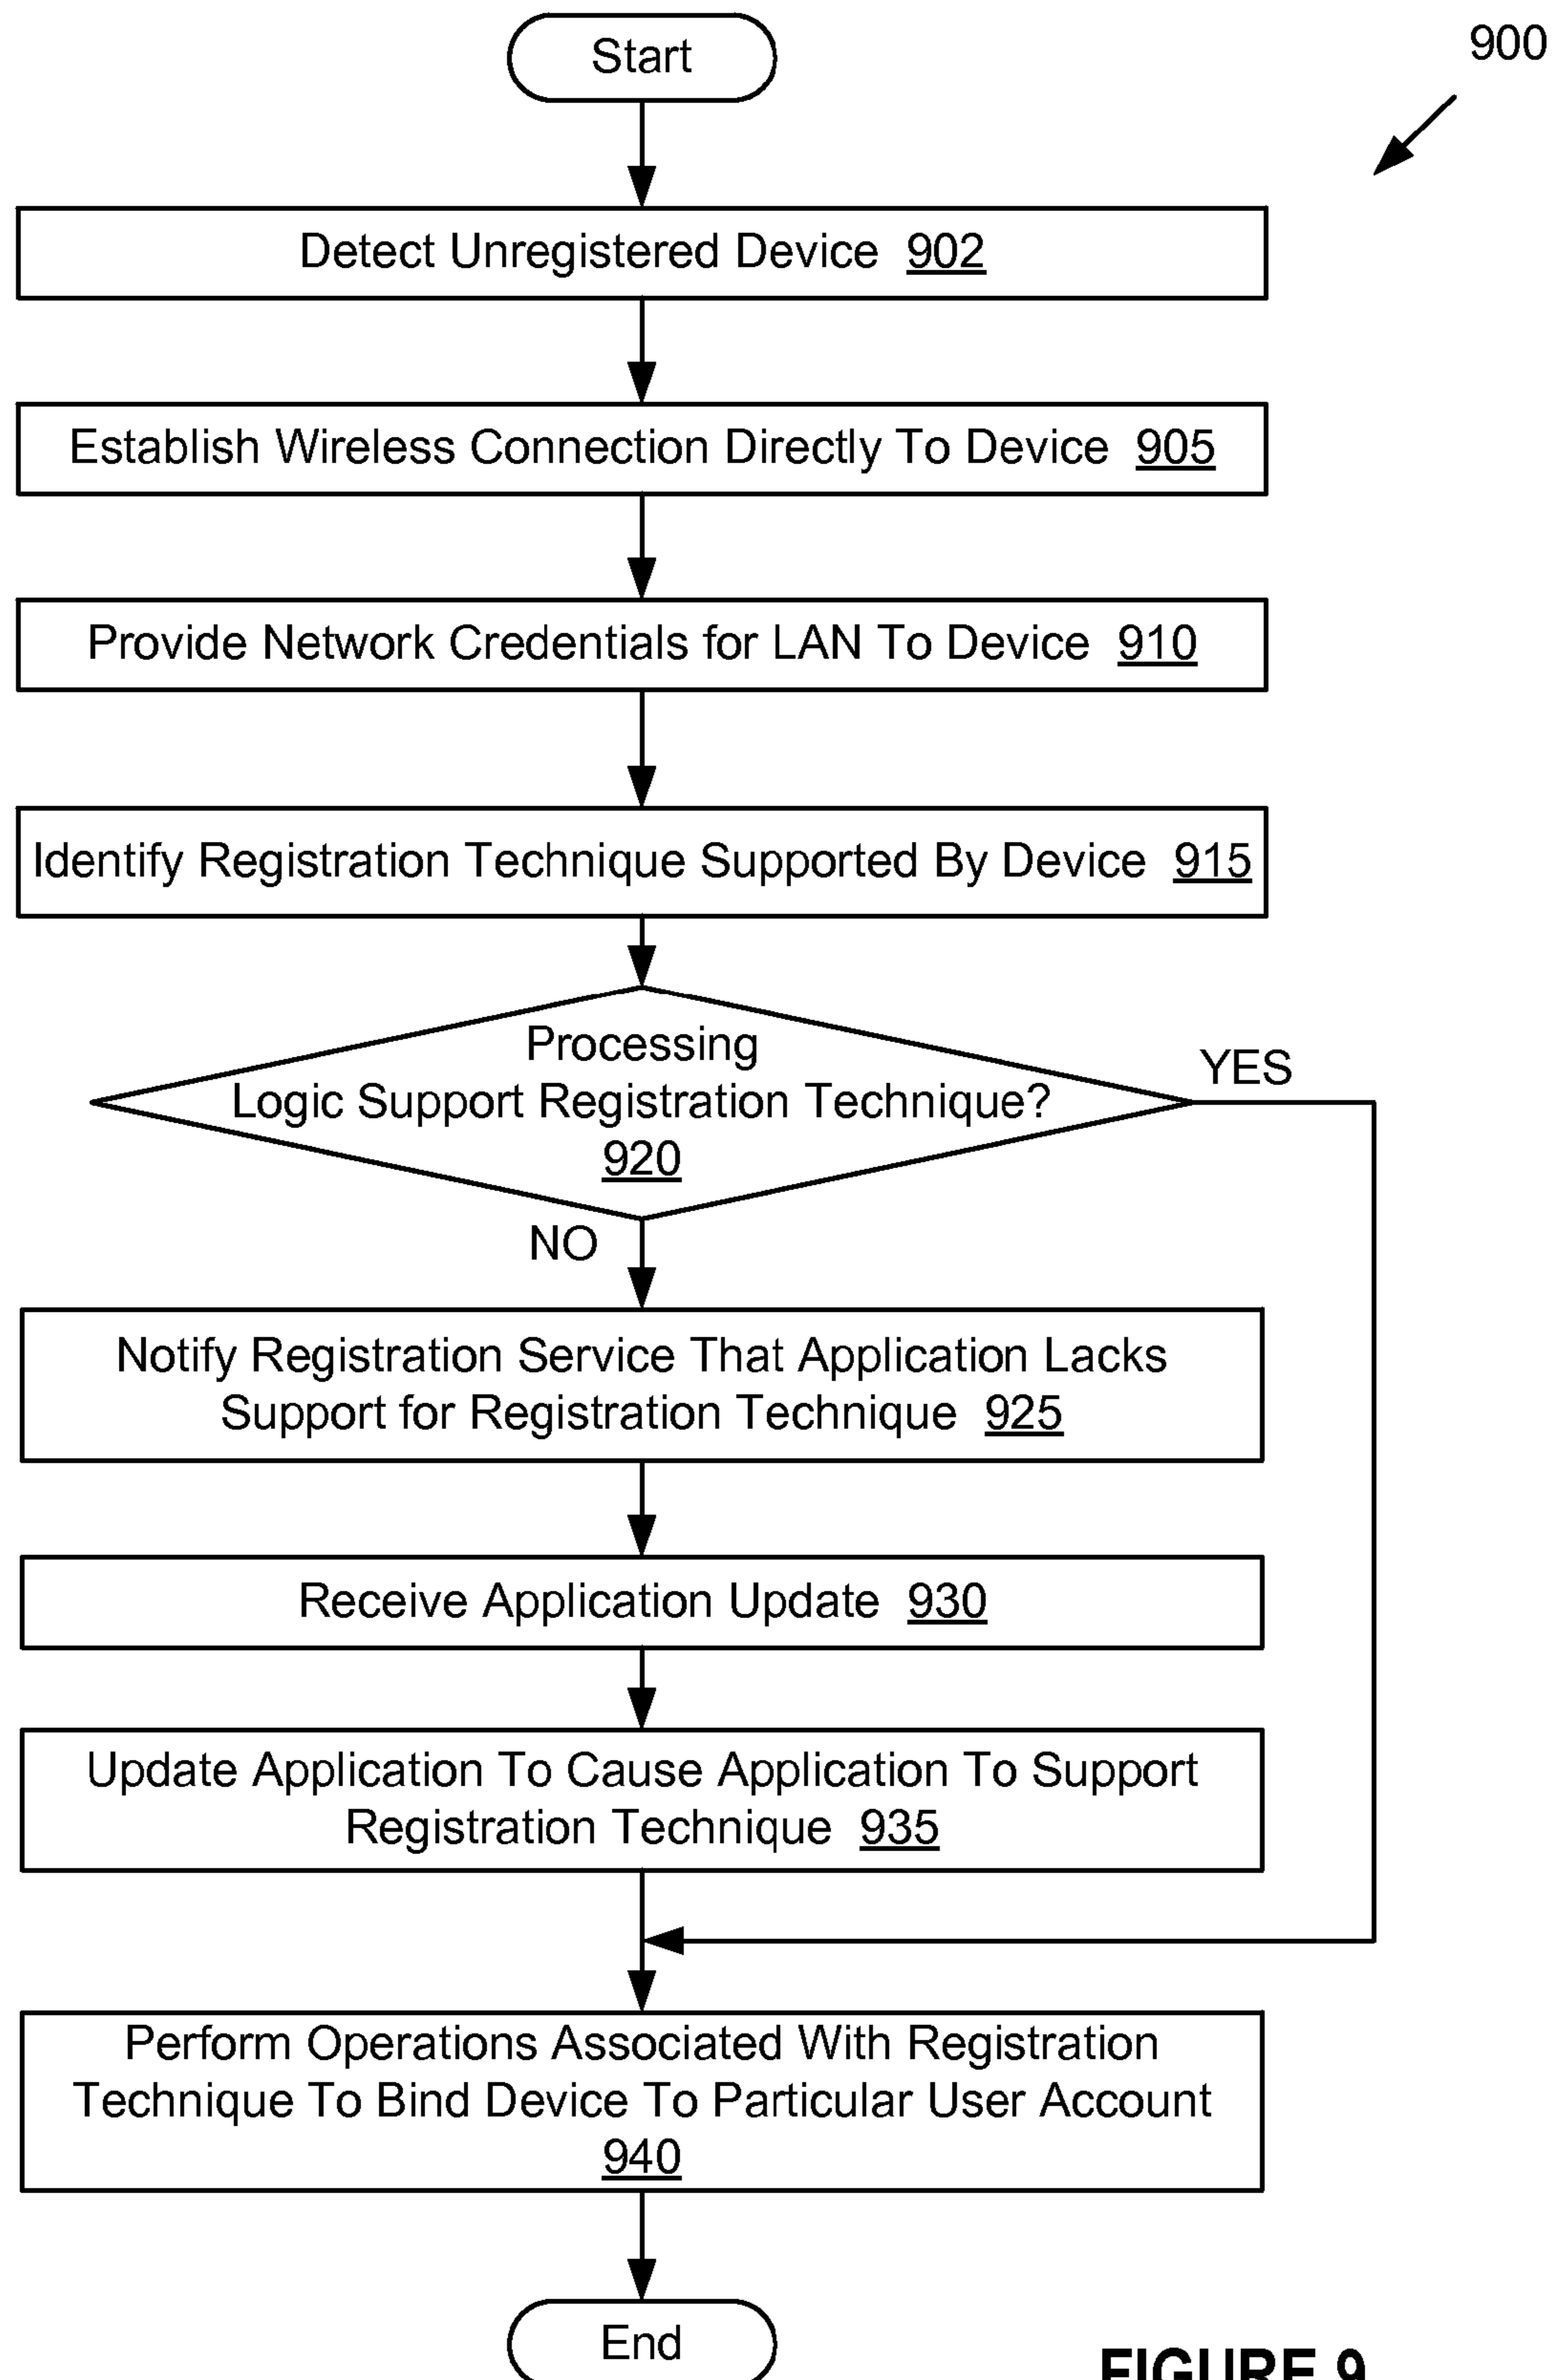 Start
900
Detect Unregistered Device 902
Establish Wireless Connection Directly To Device 905
Provide Network Credentials for LAN To Device 910
Identify Registration Technique Supported By Device 915
Processing
Logic Support Registration Technique?
920
YES
NO
Notify Registration Service That Application Lacks
Support for Registration Technique 925
Receive Application Update 930
Update Application To Cause Application To Support
Registration Technique 935
Perform Operations Associated With Registration
Technique To Bind Device To Particular User Account
940
End
FIGURE 9